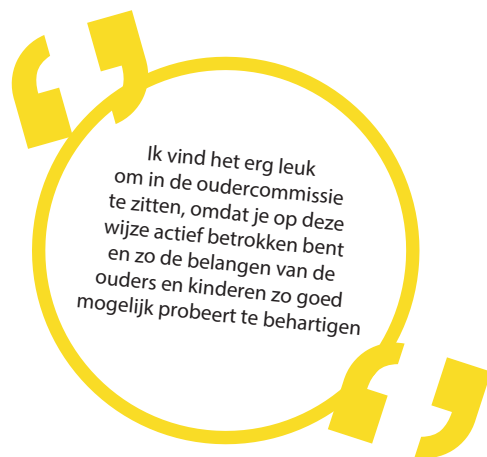 Ik vind het erg leuk
om in de oudercommissie
te zitten, omdat je op deze
wijze actief betrokken bent
en zo de belangen van de
ouders en kinderen zo goed
mogelijk probeert te behartigen